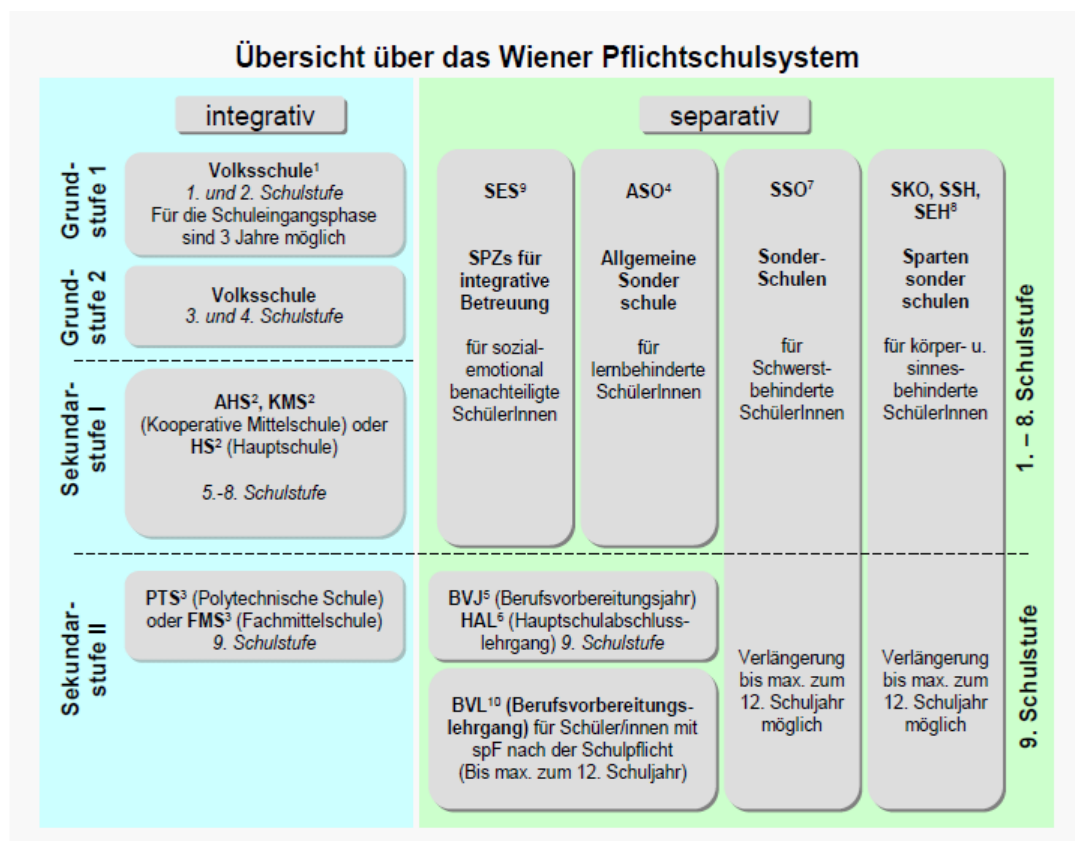 Übersicht über das Wiener Pflichtschulsystem
integrativ
separativ
Grund-
stufe 1
Volksschule¹
1. und 2. Schulstufe
Für die Schuleingangsphase
sind 3 Jahre möglich
Grund-
stufe 2
Volksschule
3. und 4. Schulstufe
Sekundar-
stufe I
AHS², KMS²
(Kooperative Mittelschule) oder
HS² (Hauptschule)
5.-8. Schulstufe
Sekundar-
stufe II
PTS³ (Polytechnische Schule)
oder FMS³ (Fachmittelschule)
9. Schulstufe
SES⁹
SPZs für
integrative
Betreuung
für sozial-
emotional
benachteiligte
SchülerInnen
ASO⁴
Allgemeine
Sonder
schule
für
lernbehinderte
SchülerInnen
SSO⁷
Sonder-
Schulen
für
Schwerst-
behinderte
SchülerInnen
Verlängerung
bis max. zum
12. Schuljahr
möglich
SKO, SSH,
SEH⁸
Sparten
sonder
schulen
für körper- u.
sinnes-
behinderte
SchülerInnen
Verlängerung
bis max. zum
12. Schuljahr
möglich
BVJ⁵ (Berufsvorbereitungsjahr)
HAL⁶ (Hauptschulabschluss-
lehrgang) 9. Schulstufe
BVL¹⁰ (Berufsvorbereitungs-
lehrgang) für Schüler/innen mit
spF nach der Schulpflicht
(Bis max. zum 12. Schuljahr)
1. – 8. Schulstufe
9. Schulstufe